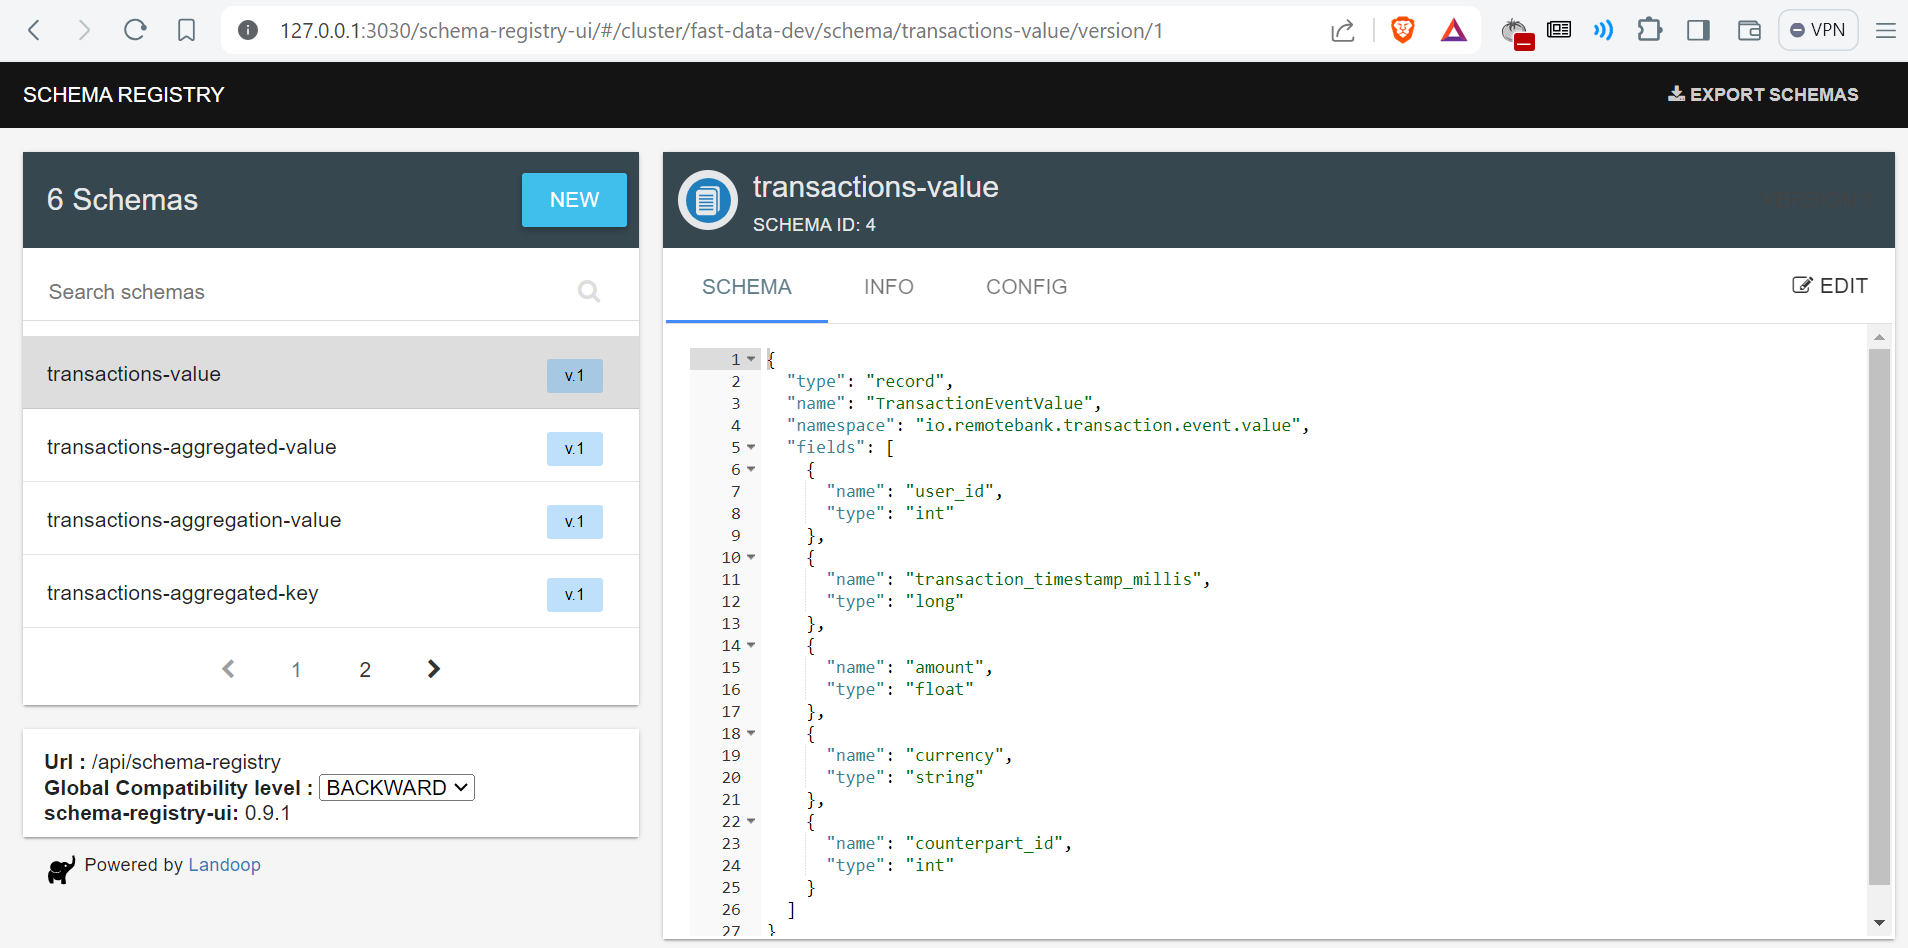 127.0.0.1:3030/schema-registry-ui/#/cluster/fast-data-dev/schema/transactions-value/version/1
VPN
SCHEMA REGISTRY
EXPORT SCHEMAS
6 Schemas
NEW
Search schemas
transactions-value
v.1
transactions-aggregated-value
v.1
transactions-aggregation-value
v.1
transactions-aggregated-key
v.1
1
2
Url : /api/schema-registry
Global Compatibility level : BACKWARD
schema-registry-ui: 0.9.1
Powered by Landoop
transactions-value
SCHEMA ID: 4
SCHEMA
INFO
CONFIG
EDIT
1 {
2 "type": "record",
3 "name": "TransactionEventValue",
4 "namespace": "io.remotebank.transaction.event.value",
5 "fields": [
6 {
7 "name": "user_id",
8 "type": "int"
9 },
10 {
11 "name": "transaction_timestamp_millis",
12 "type": "long"
13 },
14 {
15 "name": "amount",
16 "type": "float"
17 },
18 {
19 "name": "currency",
20 "type": "string"
21 },
22 {
23 "name": "counterpart_id",
24 "type": "int"
25 }
26 ]
27 }